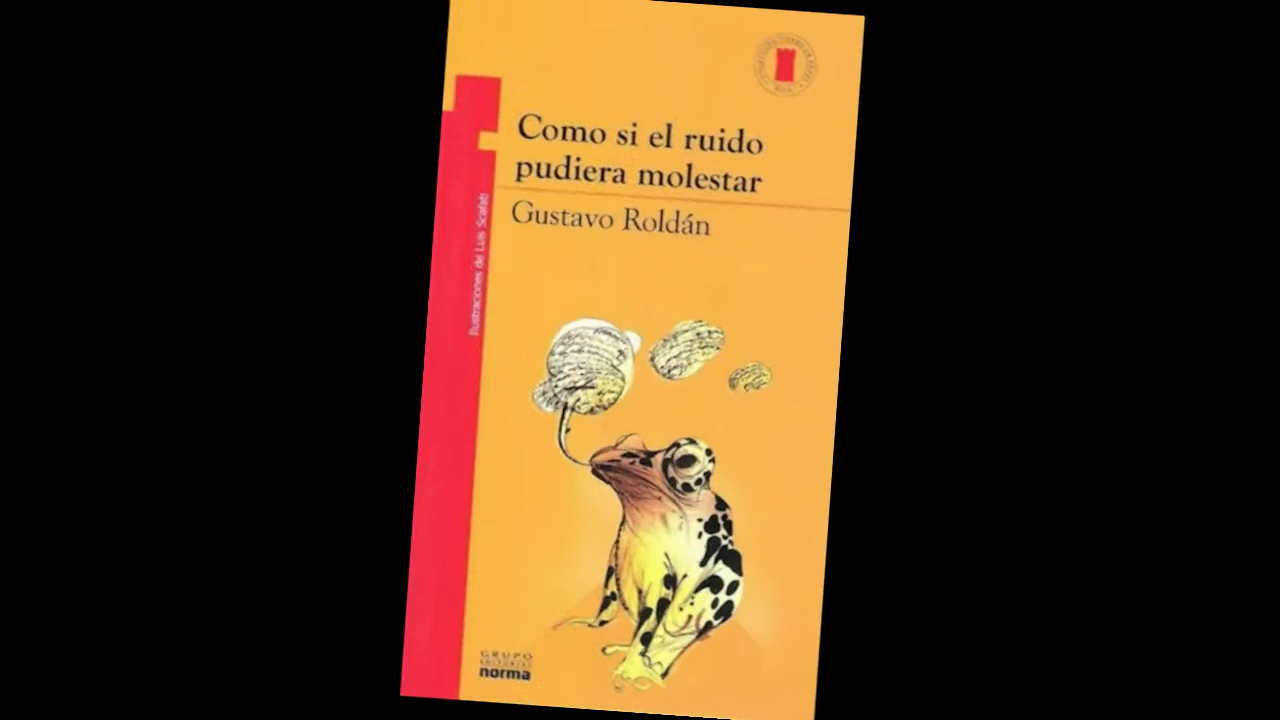 Como si el ruido
pudiera molestar
Gustavo Roldán
Ilustraciones de Luis Scafati
GRUPO
EDITORIAL
norma